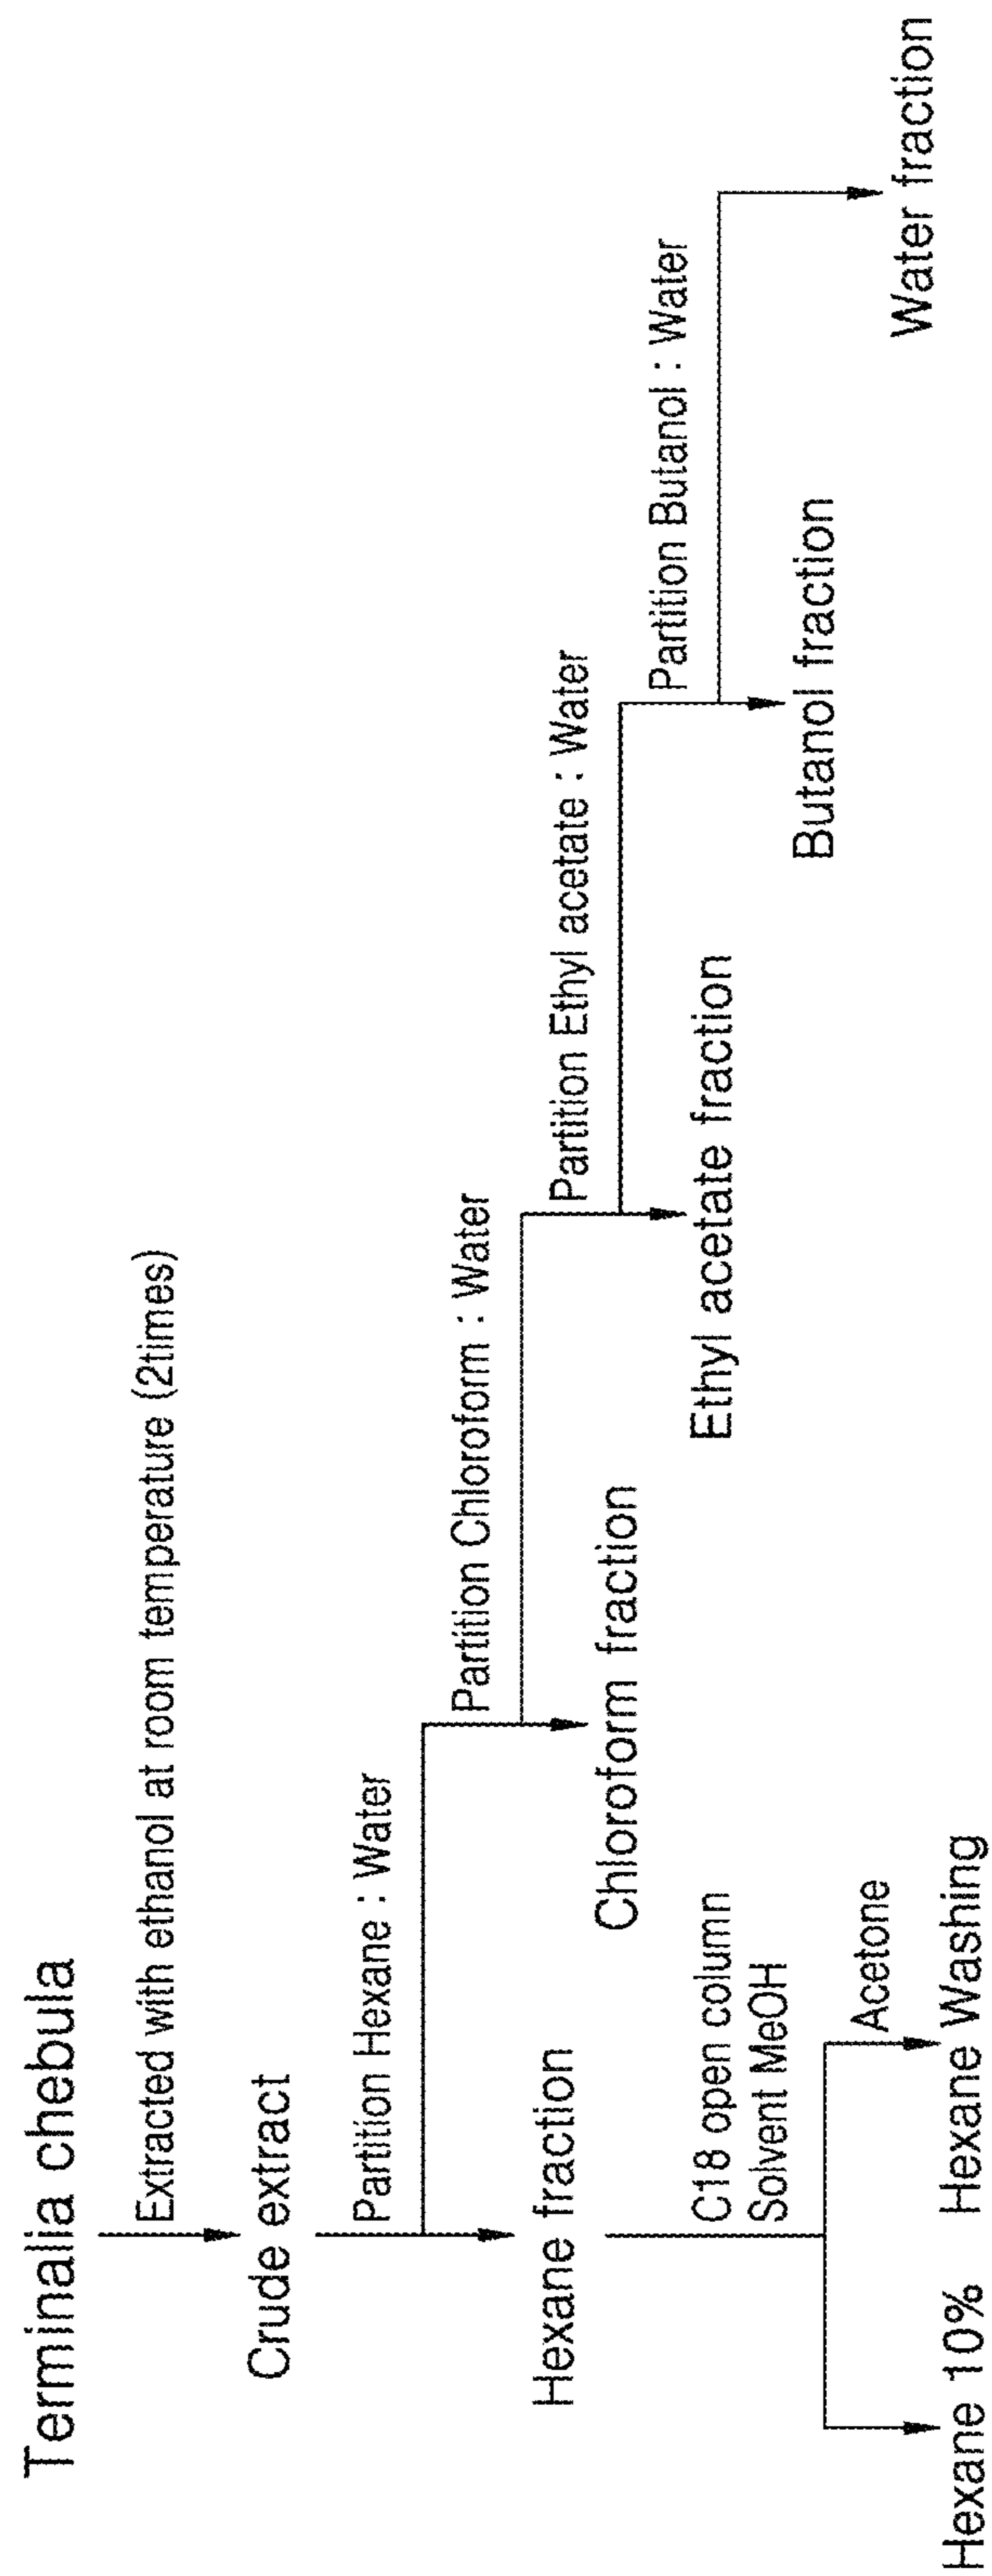 Terminalia chebula
Extracted with ethanol at room temperature (2times)
Crude extract
Partition Hexane : Water
Partition Chloroform : Water
Hexane fraction
Partition Ethyl acetate : Water
Chloroform fraction
Partition Butanol : Water
Ethyl acetate fraction
C18 open column
Solvent MeOH
Butanol fraction
Acetone
Water fraction
Hexane 10%
Hexane Washing